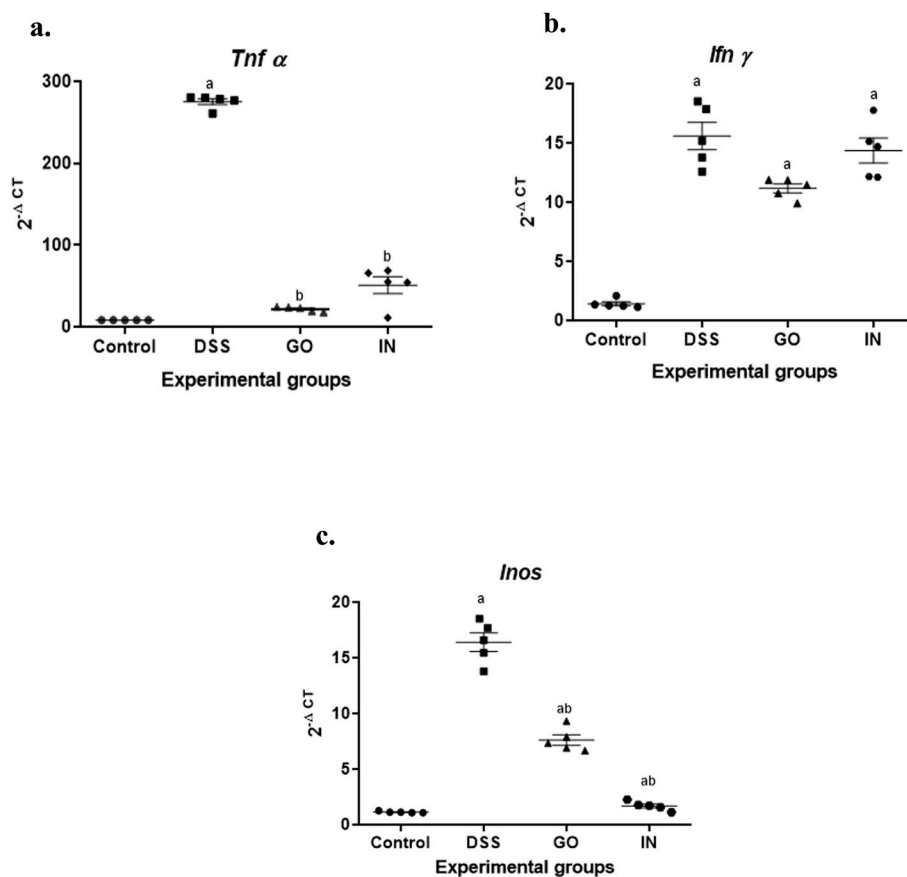 a.
Tnf α
300
200
100
0
2-Δ CT
a
b
b
Control DSS GO IN
Experimental groups
b.
Ifn γ
20
15
10
5
0
2-Δ CT
a
a
a
Control DSS GO IN
Experimental groups
c.
Inos
20
15
10
5
0
2-Δ CT
a
ab
ab
Control DSS GO IN
Experimental groups